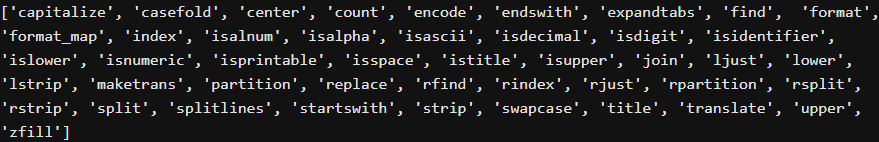 ['capitalize', 'casefold', 'center', 'count', 'encode', 'endswith', 'expandtabs', 'find',  'format',
'format_map', 'index', 'isalnum', 'isalpha', 'isascii', 'isdecimal', 'isdigit', 'isidentifier',
'islower', 'isnumeric', 'isprintable', 'isspace', 'istitle', 'isupper', 'join', 'ljust', 'lower',
'lstrip', 'maketrans', 'partition', 'replace', 'rfind', 'rindex', 'rjust', 'rpartition', 'rsplit',
'rstrip', 'split', 'splitlines', 'startswith', 'strip', 'swapcase', 'title', 'translate', 'upper',
'zfill']